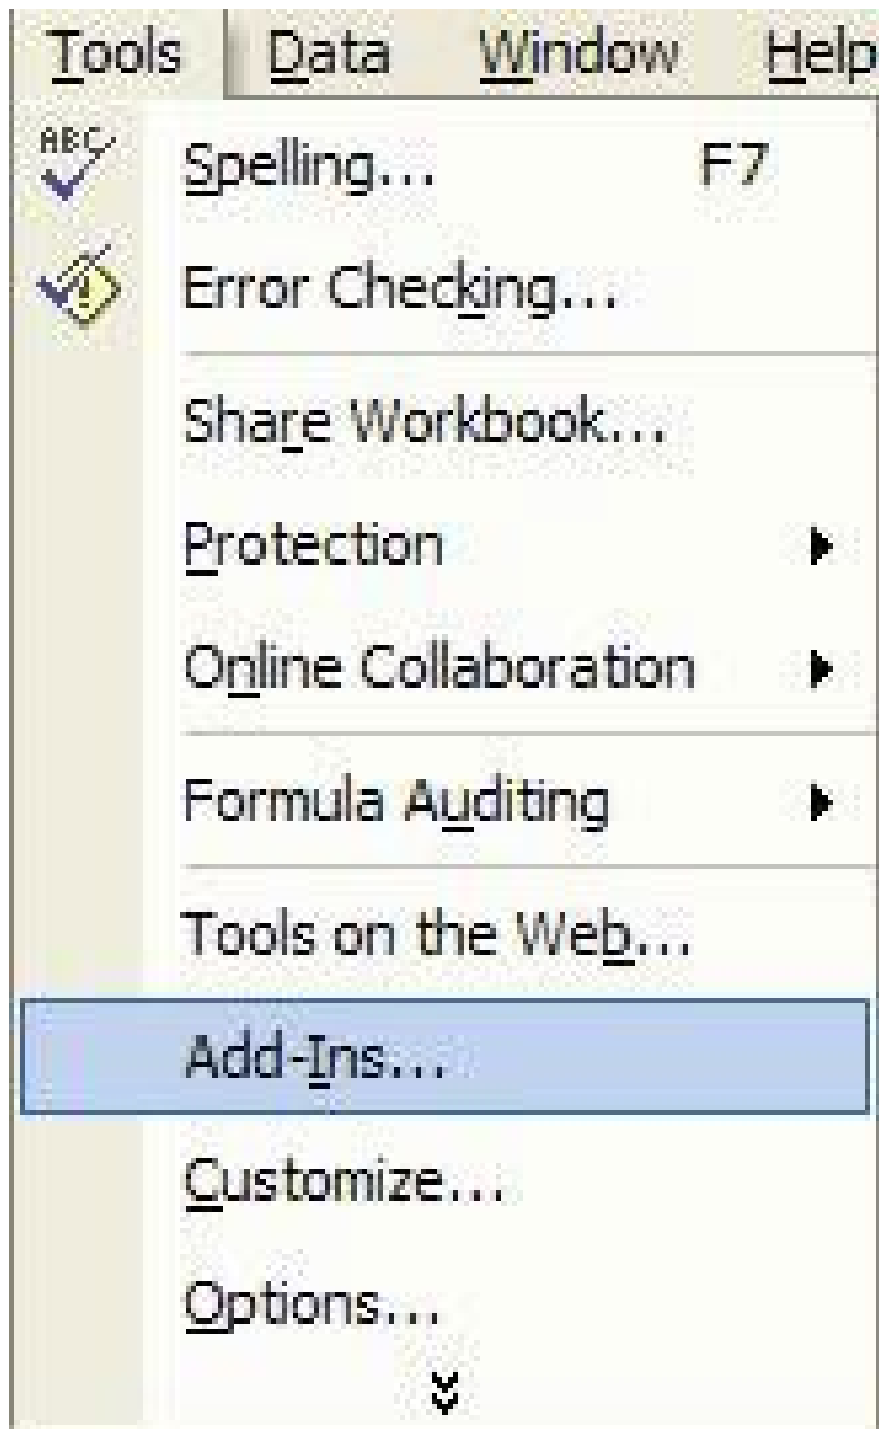 Tools Data Window Help
ABC Spelling... F7
Error Checking...
Share Workbook...
Protection
Online Collaboration
Formula Auditing
Tools on the Web...
Add-Ins...
Customize...
Options...